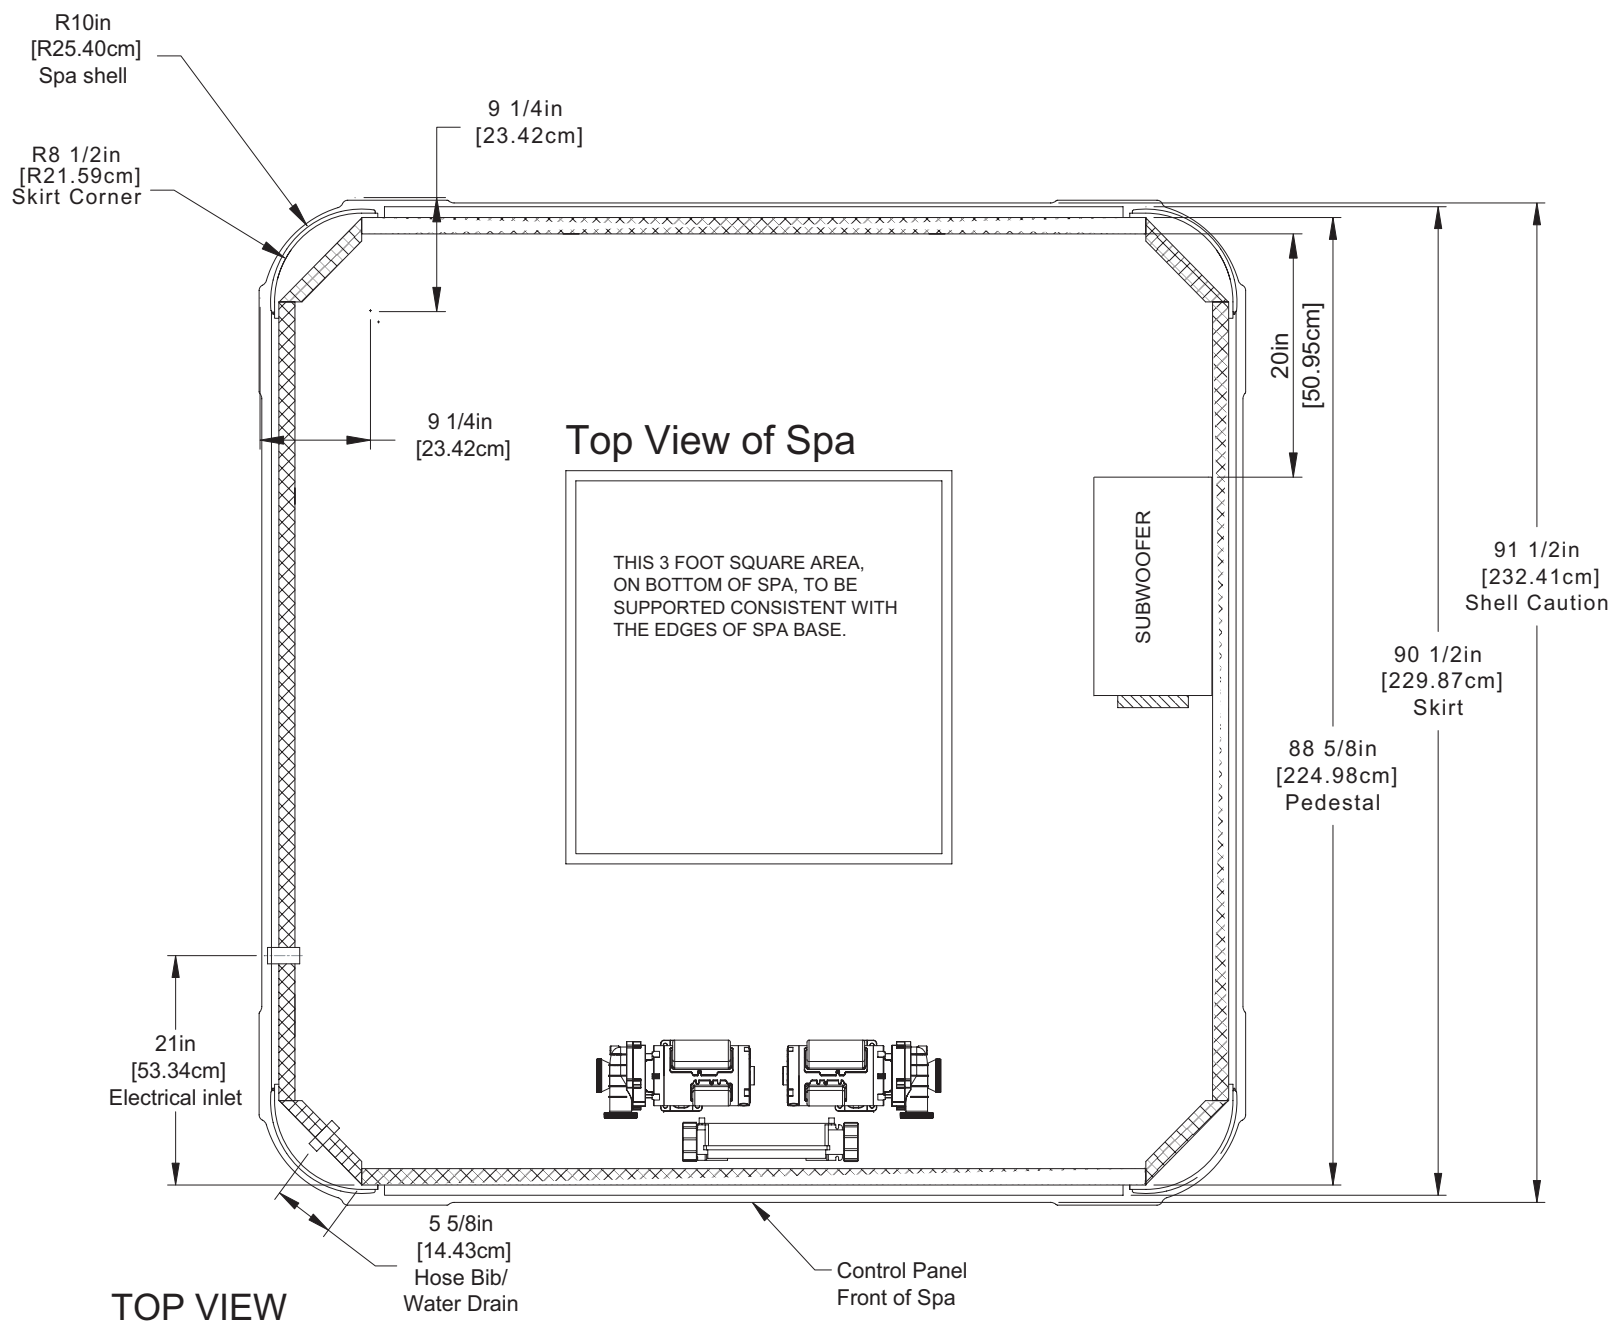 R10in
[R25.40cm]
Spa shell
9 1/4in
[23.42cm]
R8 1/2in
[R21.59cm]
Skirt Corner
20in
[50.95cm]
9 1/4in
[23.42cm]
Top View of Spa
THIS 3 FOOT SQUARE AREA,
ON BOTTOM OF SPA, TO BE
SUPPORTED CONSISTENT WITH
THE EDGES OF SPA BASE.
SUBWOOFER
91 1/2in
[232.41cm]
Shell Caution
90 1/2in
[229.87cm]
Skirt
88 5/8in
[224.98cm]
Pedestal
21in
[53.34cm]
Electrical inlet
5 5/8in
[14.43cm]
Hose Bib/
Water Drain
Control Panel
Front of Spa
TOP VIEW